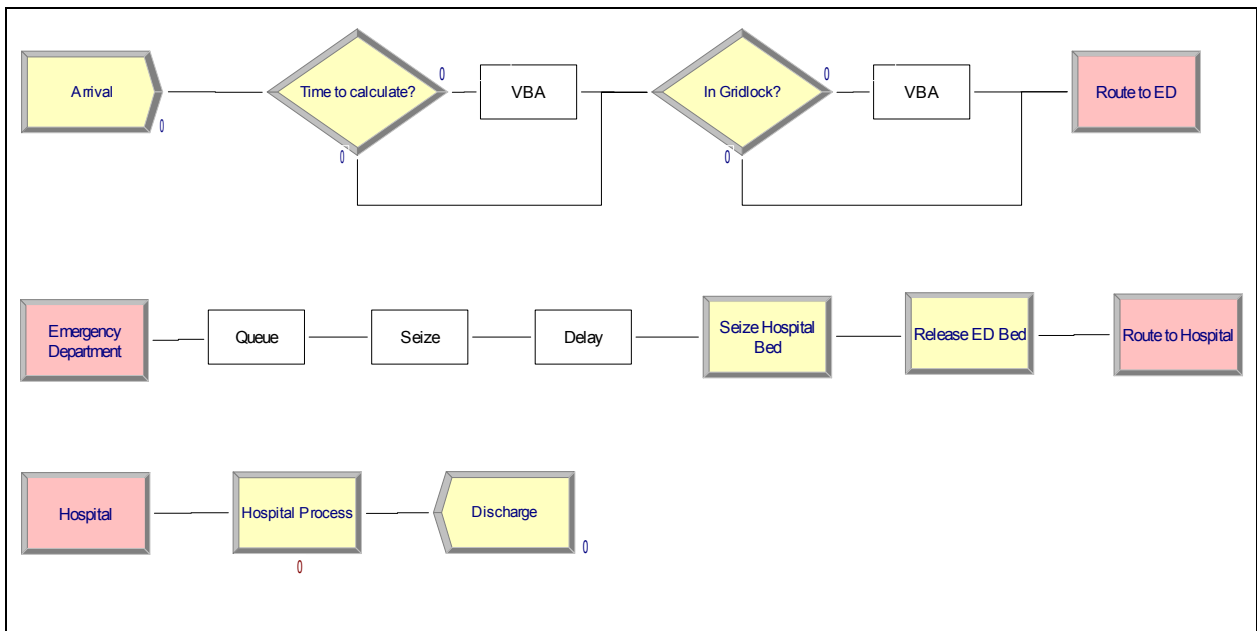 Arrival
0
Time to calculate?
0
0
VBA
In Gridlock?
0
0
VBA
Route to ED
Emergency
Department
Queue
Seize
Delay
Seize Hospital
Bed
Release ED Bed
Route to Hospital
Hospital
Hospital Process
0
Discharge
0